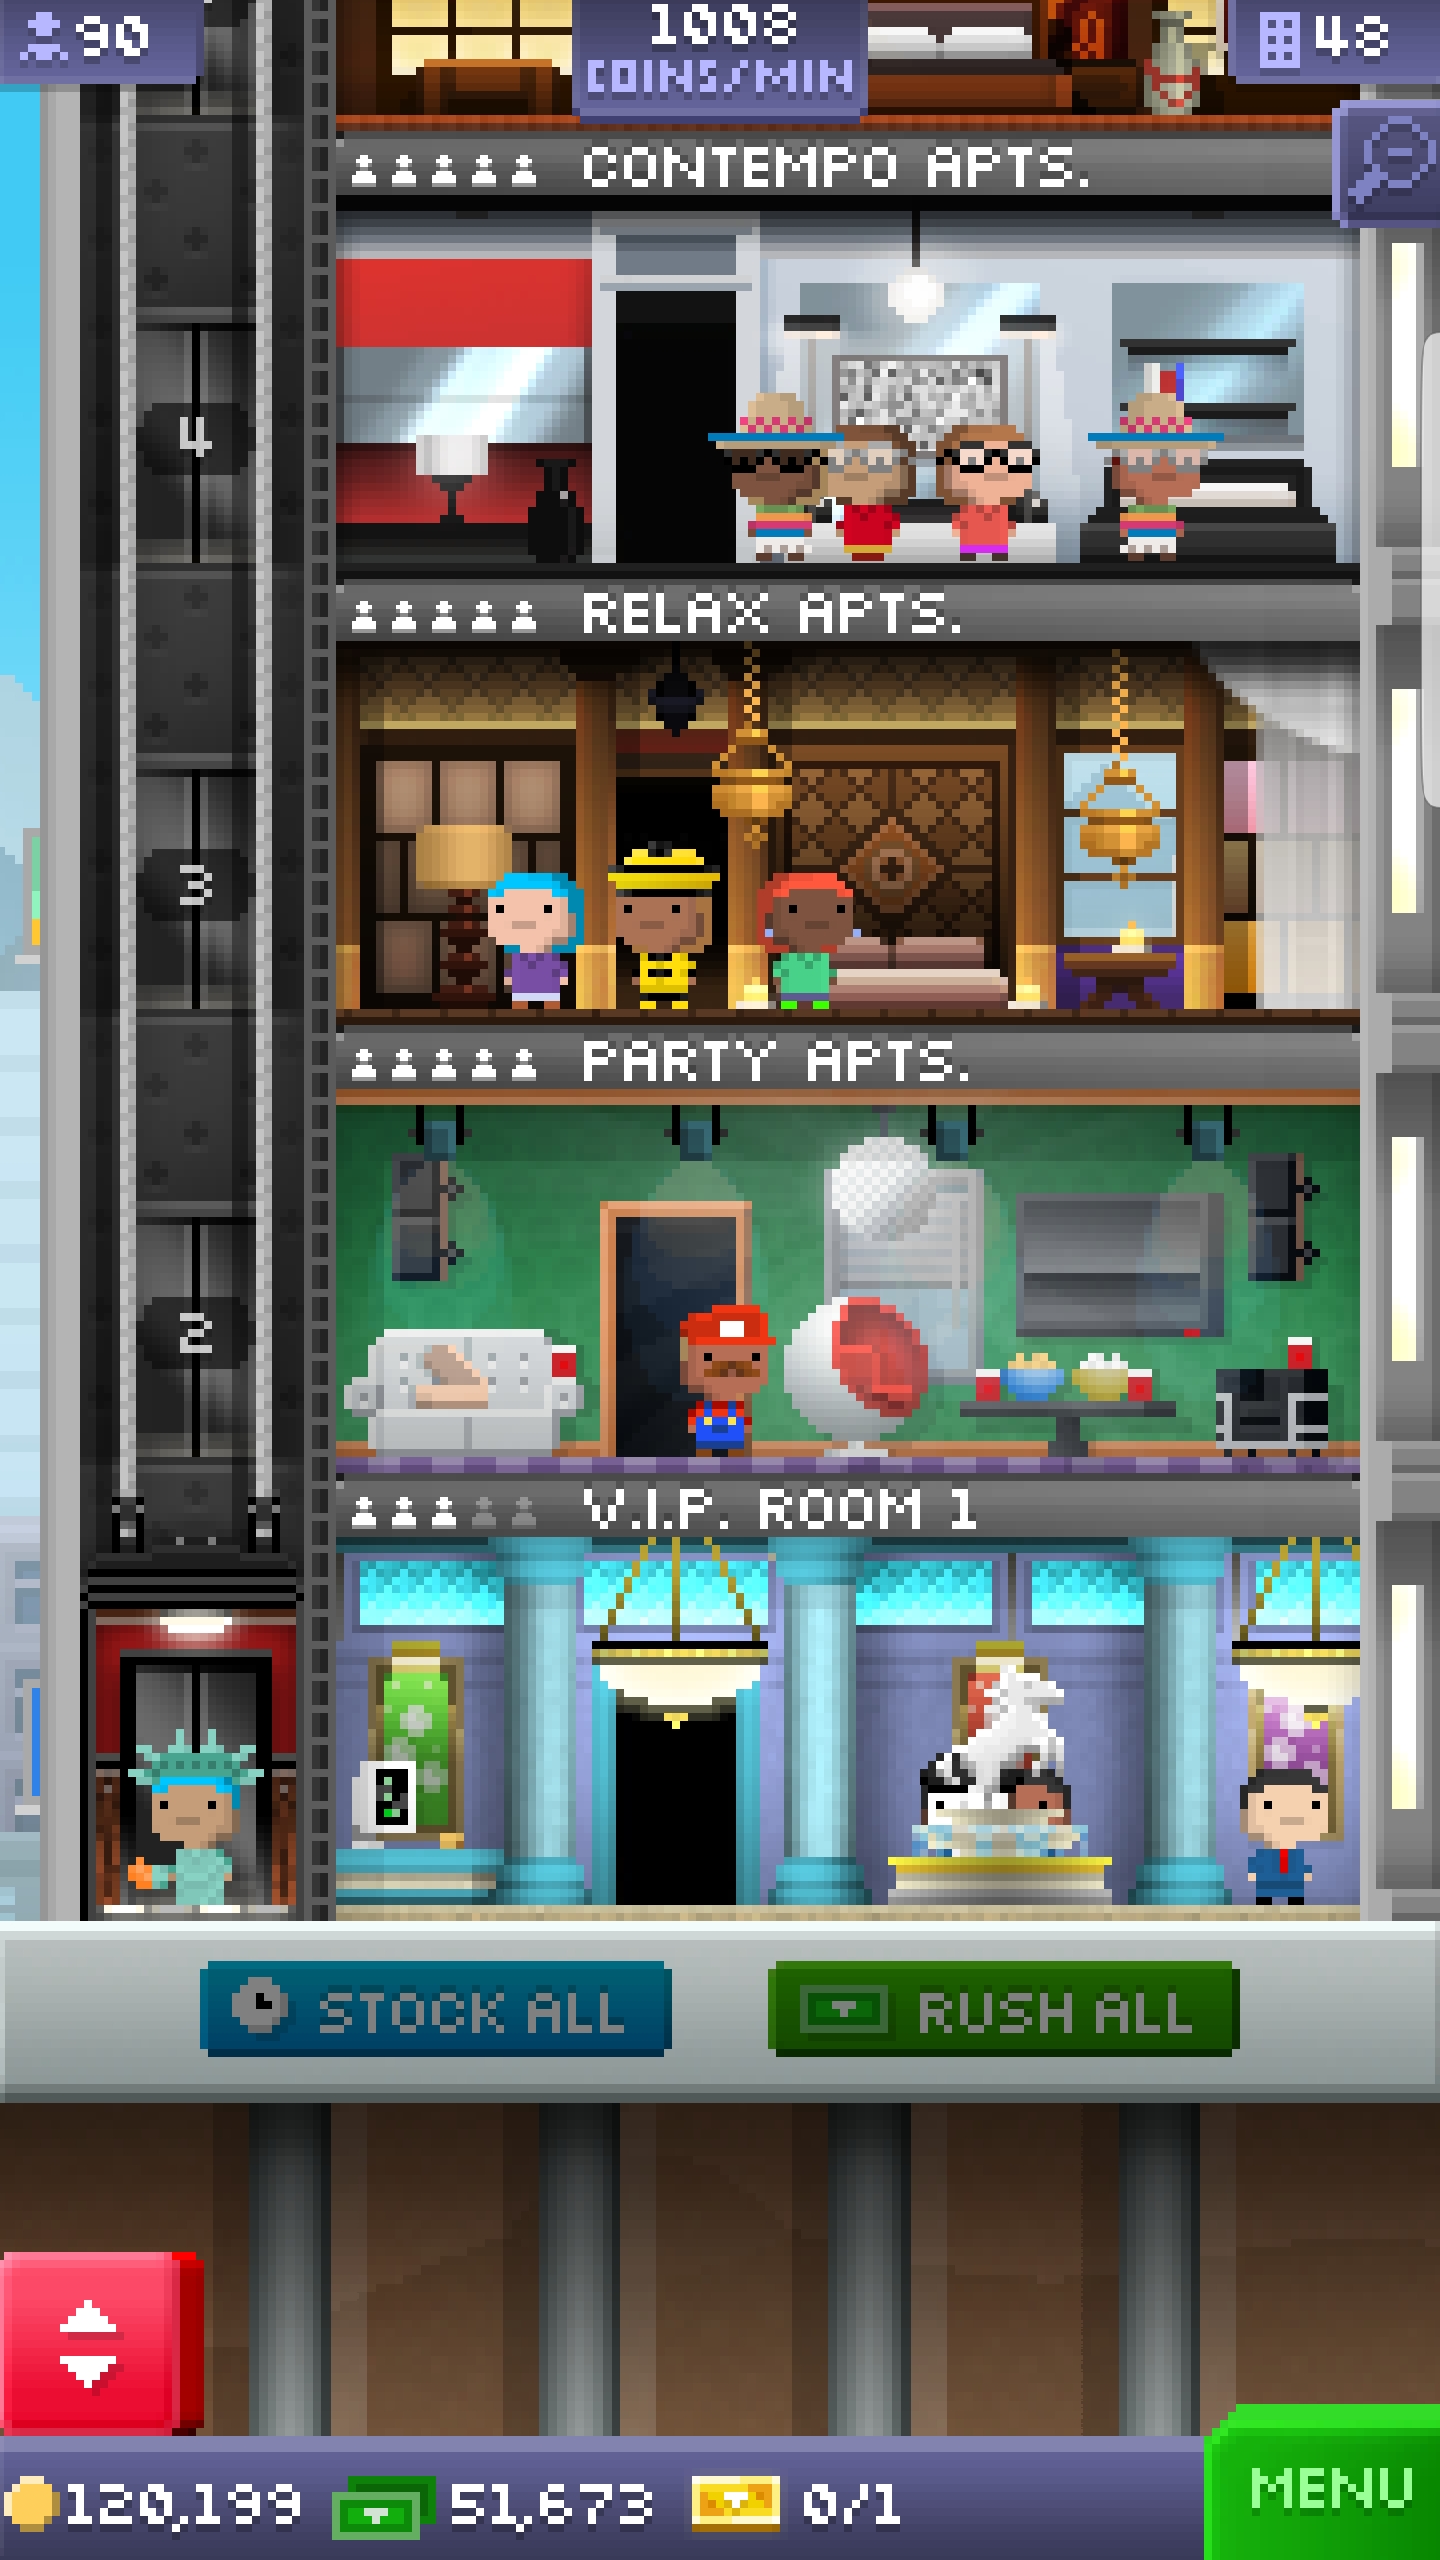 90
1008
COINS/MIN
48
CONTEMPO APTS.
4
RELAX APTS.
3
PARTY APTS.
2
V.I.P. ROOM 1
STOCK ALL
RUSH ALL
120,199
51,673
0/1
MENU